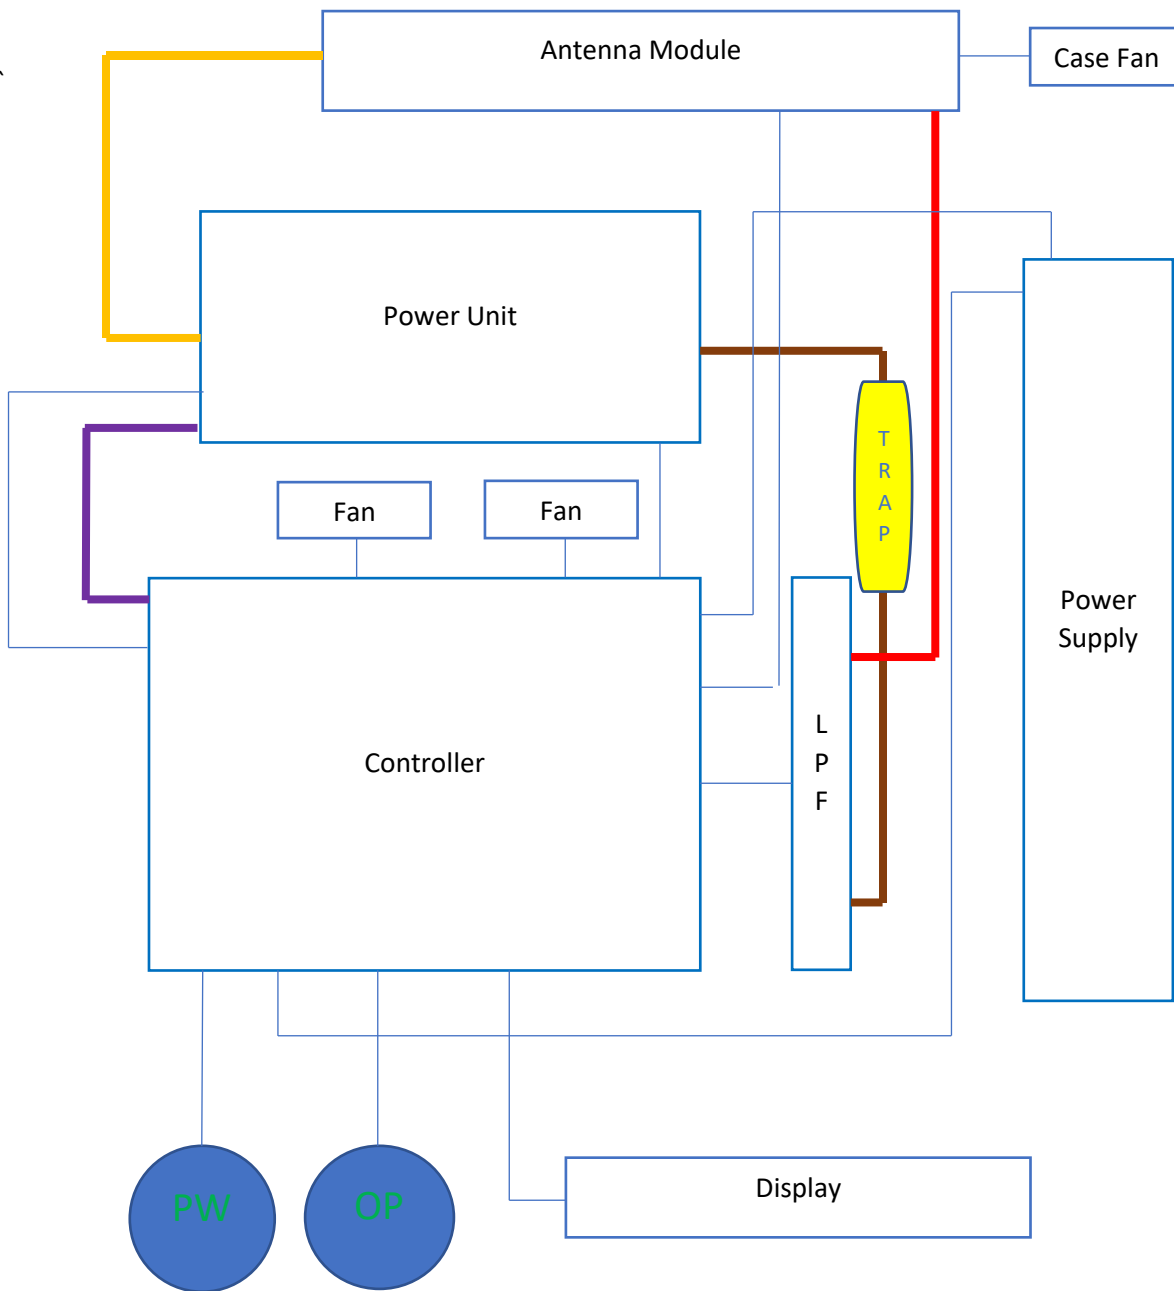 Antenna Module
Case Fan
Power Unit
T
R
A
P
Fan
Fan
Power
Supply
L
P
F
Controller
PW
OP
Display